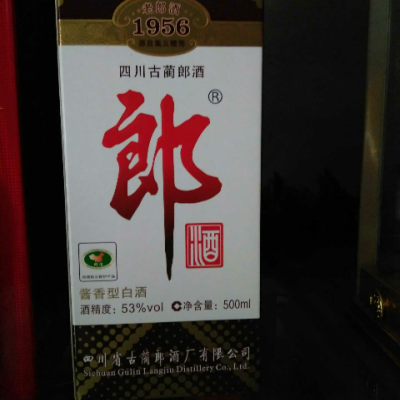 老郎酒
1956
四川古蔺郎酒
郎
®
酒
酱香型白酒
酒精度: 53%vol
净含量: 500ml
四川省古蔺郎酒厂有限公司
Sichuan Gulin Langjiu Distillery Co., Ltd.